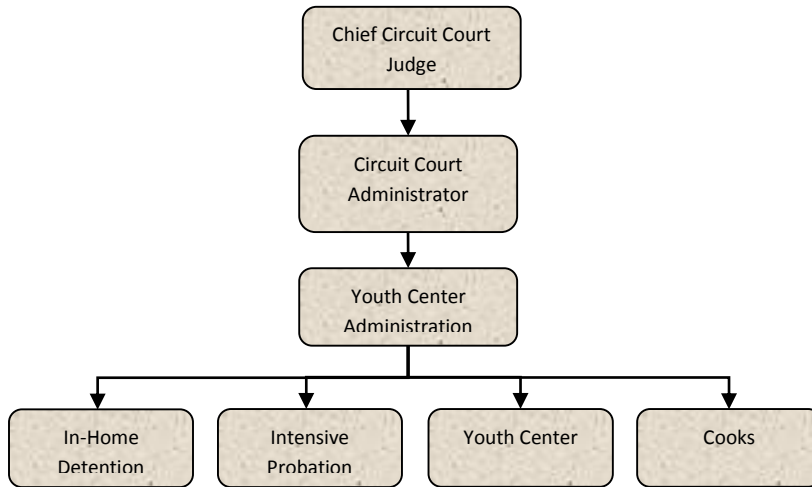 Chief Circuit Court
Judge
Circuit Court
Administrator
Youth Center
Administration
In-Home
Detention
Intensive
Probation
Youth Center
Cooks